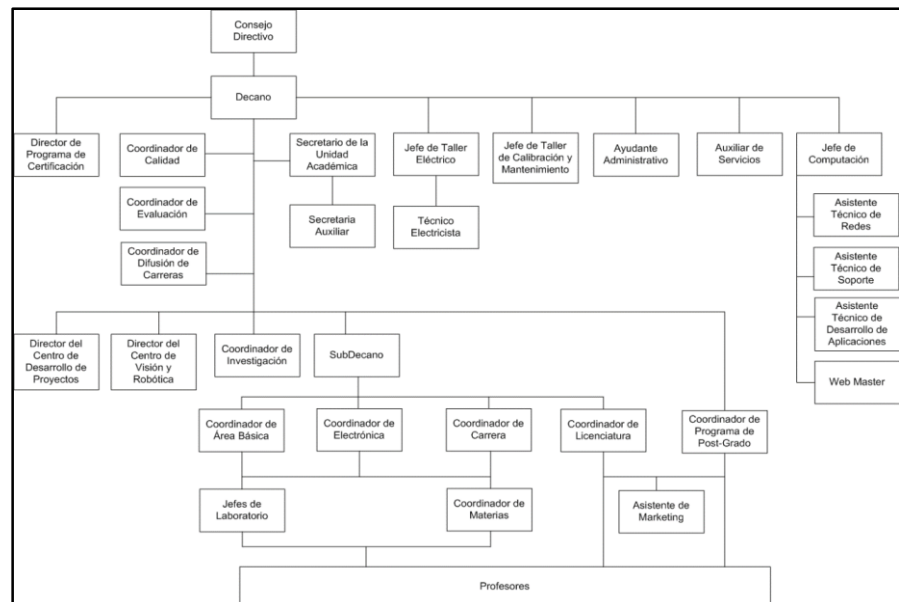 Consejo
Directivo
Decano
Director de
Programa de
Certificación
Coordinador de
Calidad
Secretario de la
Unidad
Académica
Jefe de Taller
Eléctrico
Jefe de Taller
de Calibración y
Mantenimiento
Ayudante
Administrativo
Auxiliar de
Servicios
Jefe de
Computación
Coordinador de
Evaluación
Secretaria
Auxiliar
Técnico
Electricista
Asistente
Técnico de
Redes
Coordinador de
Difusión de
Carreras
Asistente
Técnico de
Soporte
Asistente
Técnico de
Desarrollo de
Aplicaciones
Web Master
Director del
Centro de
Desarrollo de
Proyectos
Director del
Centro de
Visión y
Robótica
Coordinador de
Investigación
SubDecano
Coordinador de
Área Básica
Coordinador de
Electrónica
Coordinador de
Carrera
Coordinador de
Licenciatura
Coordinador de
Programa de
Post-Grado
Jefes de
Laboratorio
Coordinador de
Materias
Asistente de
Marketing
Profesores